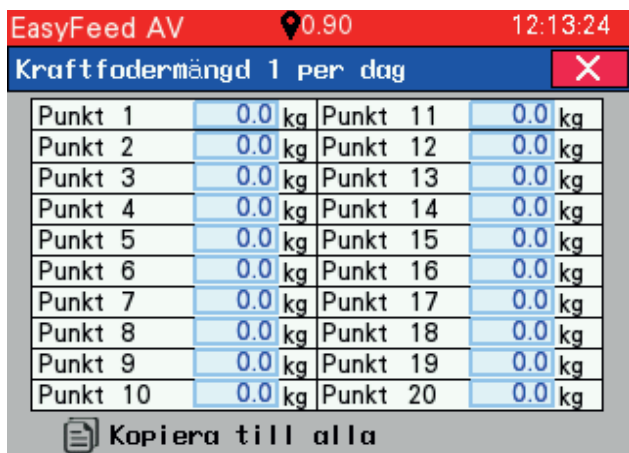 EasyFeed AV 0.90 12:13:24
Kraftfodermängd 1 per dag
Punkt 1 0.0 kg Punkt 11 0.0 kg
Punkt 2 0.0 kg Punkt 12 0.0 kg
Punkt 3 0.0 kg Punkt 13 0.0 kg
Punkt 4 0.0 kg Punkt 14 0.0 kg
Punkt 5 0.0 kg Punkt 15 0.0 kg
Punkt 6 0.0 kg Punkt 16 0.0 kg
Punkt 7 0.0 kg Punkt 17 0.0 kg
Punkt 8 0.0 kg Punkt 18 0.0 kg
Punkt 9 0.0 kg Punkt 19 0.0 kg
Punkt 10 0.0 kg Punkt 20 0.0 kg
Kopiera till alla